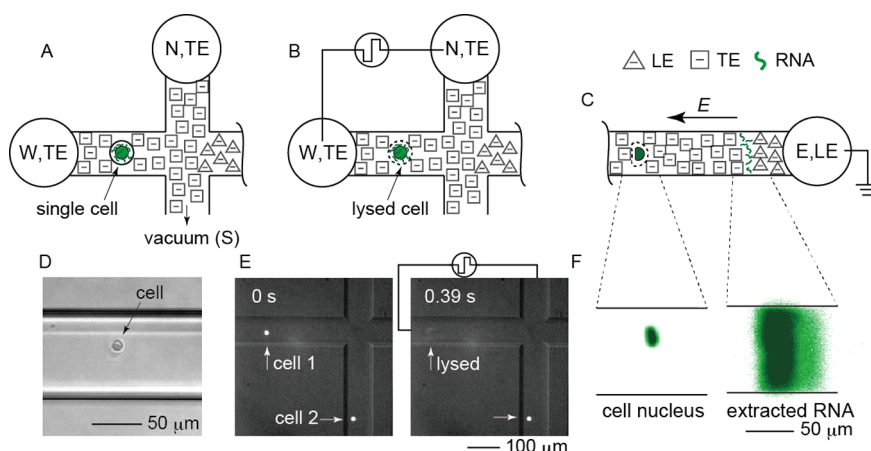 A
N,TE
W,TE
single cell
vacuum (S)
B
N,TE
W,TE
lysed cell
LE
TE
RNA
C
E
E,LE
D
cell
50 μm
E
0 s
cell 1
cell 2
0.39 s
lysed
100 μm
F
cell nucleus
extracted RNA
50 μm